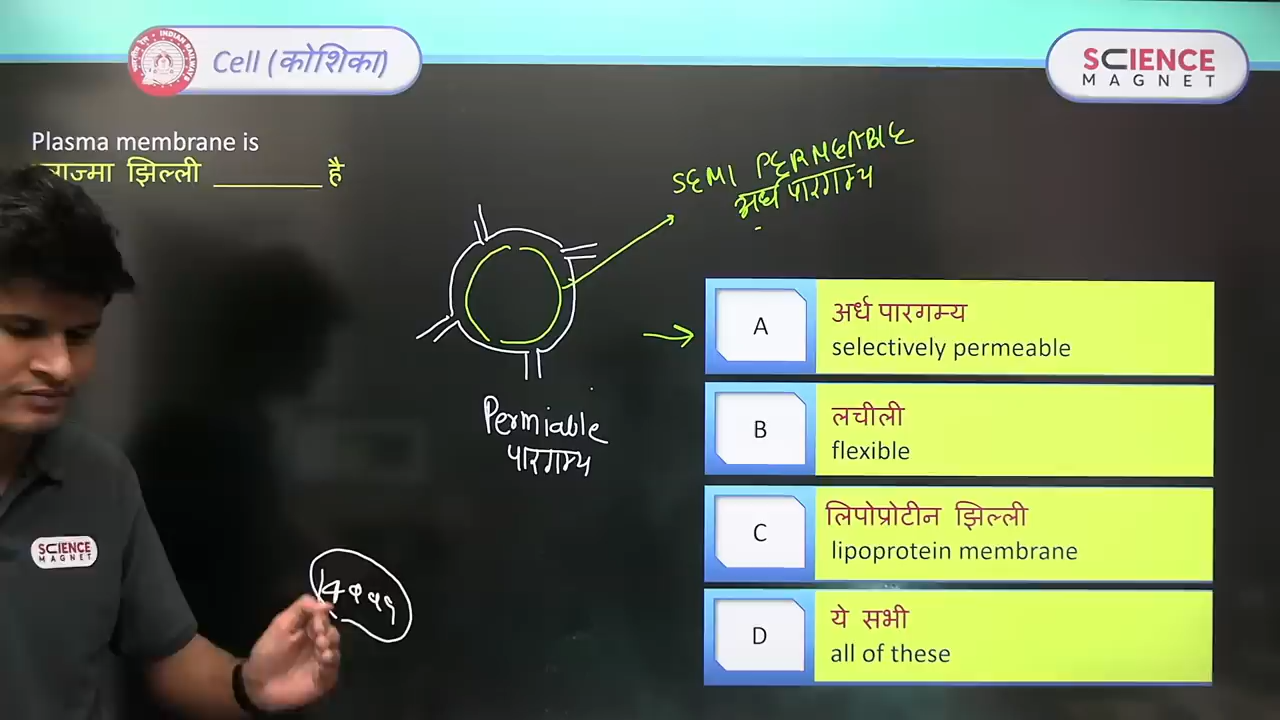 Cell (कोशिका)
SCIENCE
MAGNET
Plasma membrane is
झिल्ली ________ है
SEMI PERMEABLE
अर्ध पारगम्य
Permiable
पारगम्य
A
अर्ध पारगम्य
selectively permeable
B
लचीली
flexible
C
लिपोप्रोटीन झिल्ली
lipoprotein membrane
D
ये सभी
all of these
SCIENCE
MAGNET